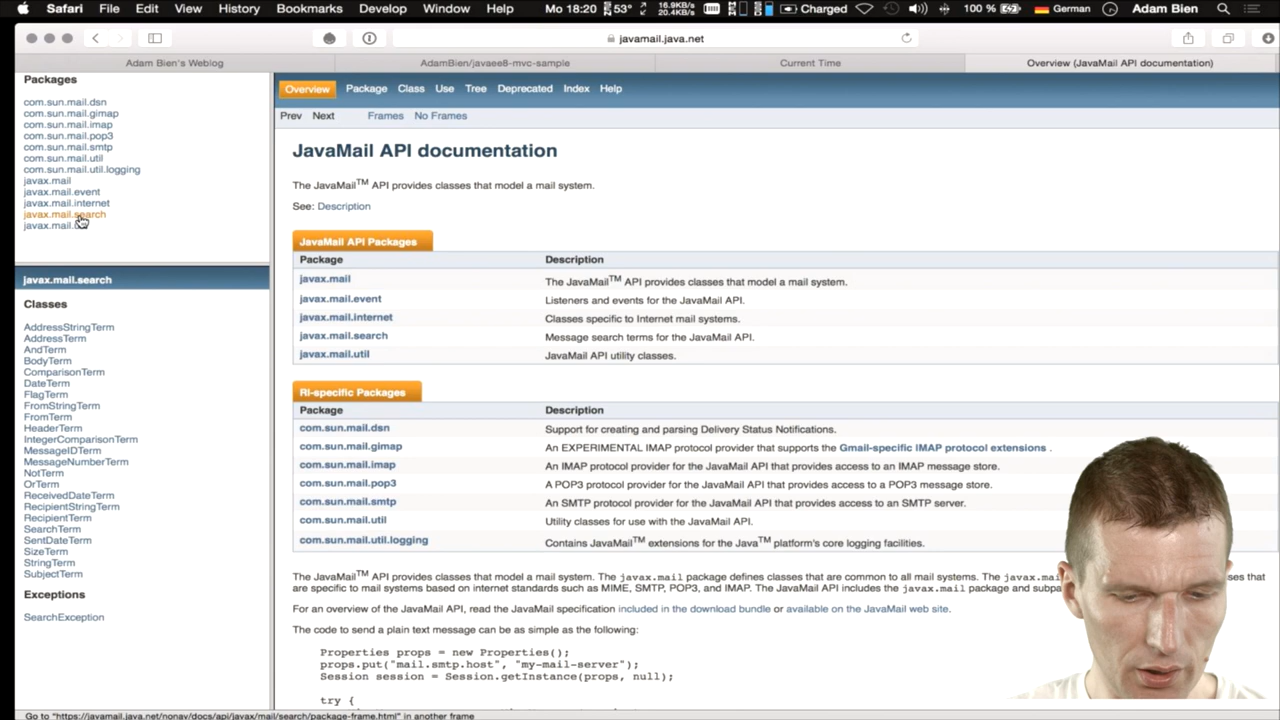 Safari File Edit View History Bookmarks Develop Window Help Mo 18:20 53° 16.9KB/s 20.4KB/s Charged 100 % German Adam Bien
javamail.java.net
Adam Bien's Weblog AdamBien/javaee8-mvc-sample Current Time Overview (JavaMail API documentation)
Packages
com.sun.mail.dsn
com.sun.mail.gimap
com.sun.mail.imap
com.sun.mail.pop3
com.sun.mail.smtp
com.sun.mail.util
com.sun.mail.util.logging
javax.mail
javax.mail.event
javax.mail.internet
javax.mail.search
javax.mail.
javax.mail.search
Classes
AddressStringTerm
AddressTerm
AndTerm
BodyTerm
ComparisonTerm
DateTerm
FlagTerm
FromStringTerm
FromTerm
HeaderTerm
IntegerComparisonTerm
MessageIDTerm
MessageNumberTerm
NotTerm
OrTerm
ReceivedDateTerm
RecipientStringTerm
RecipientTerm
SearchTerm
SentDateTerm
SizeTerm
StringTerm
SubjectTerm
Exceptions
SearchException
Overview Package Class Use Tree Deprecated Index Help
Prev Next Frames No Frames
JavaMail API documentation
The JavaMail™ API provides classes that model a mail system.
See: Description
JavaMail API Packages
Package Description
javax.mail The JavaMail™ API provides classes that model a mail system.
javax.mail.event Listeners and events for the JavaMail API.
javax.mail.internet Classes specific to Internet mail systems.
javax.mail.search Message search terms for the JavaMail API.
javax.mail.util JavaMail API utility classes.
RI-specific Packages
Package Description
com.sun.mail.dsn Support for creating and parsing Delivery Status Notifications.
com.sun.mail.gimap An EXPERIMENTAL IMAP protocol provider that supports the Gmail-specific IMAP protocol extensions .
com.sun.mail.imap An IMAP protocol provider for the JavaMail API that provides access to an IMAP message store.
com.sun.mail.pop3 A POP3 protocol provider for the JavaMail API that provides access to a POP3 message store.
com.sun.mail.smtp An SMTP protocol provider for the JavaMail API that provides access to an SMTP server.
com.sun.mail.util Utility classes for use with the JavaMail API.
com.sun.mail.util.logging Contains JavaMail™ extensions for the Java™ platform's core logging facilities.
The JavaMail™ API provides classes that model a mail system. The javax.mail package defines classes that are common to all mail systems. The javax.mai that
are specific to mail systems based on internet standards such as MIME, SMTP, POP3, and IMAP. The JavaMail API includes the javax.mail package and subpa
For an overview of the JavaMail API, read the JavaMail specification included in the download bundle or available on the JavaMail web site.
The code to send a plain text message can be as simple as the following:
Properties props = new Properties();
props.put("mail.smtp.host", "my-mail-server");
Session session = Session.getInstance(props, null);
try {
Go to "https://javamail.java.net/nonav/docs/api/javax/mail/search/package-frame.html" in another frame